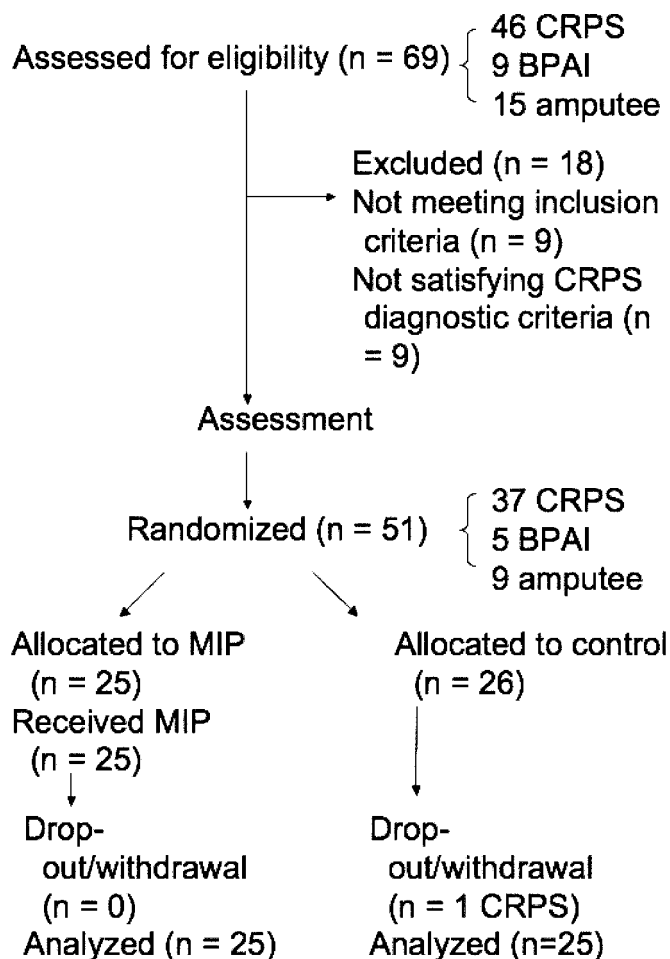 46 CRPS
Assessed for eligibility (n = 69)
9 BPAI
15 amputee
Excluded (n = 18)
Not meeting inclusion
criteria (n = 9)
Not satisfying CRPS
diagnostic criteria (n
= 9)
Assessment
37 CRPS
Randomized (n = 51)
5 BPAI
9 amputee
Allocated to MIP
(n = 25)
Received MIP
(n = 25)
Allocated to control
(n = 26)
Drop-
out/withdrawal
(n = 0)
Analyzed (n = 25)
Drop-
out/withdrawal
(n = 1 CRPS)
Analyzed (n=25)